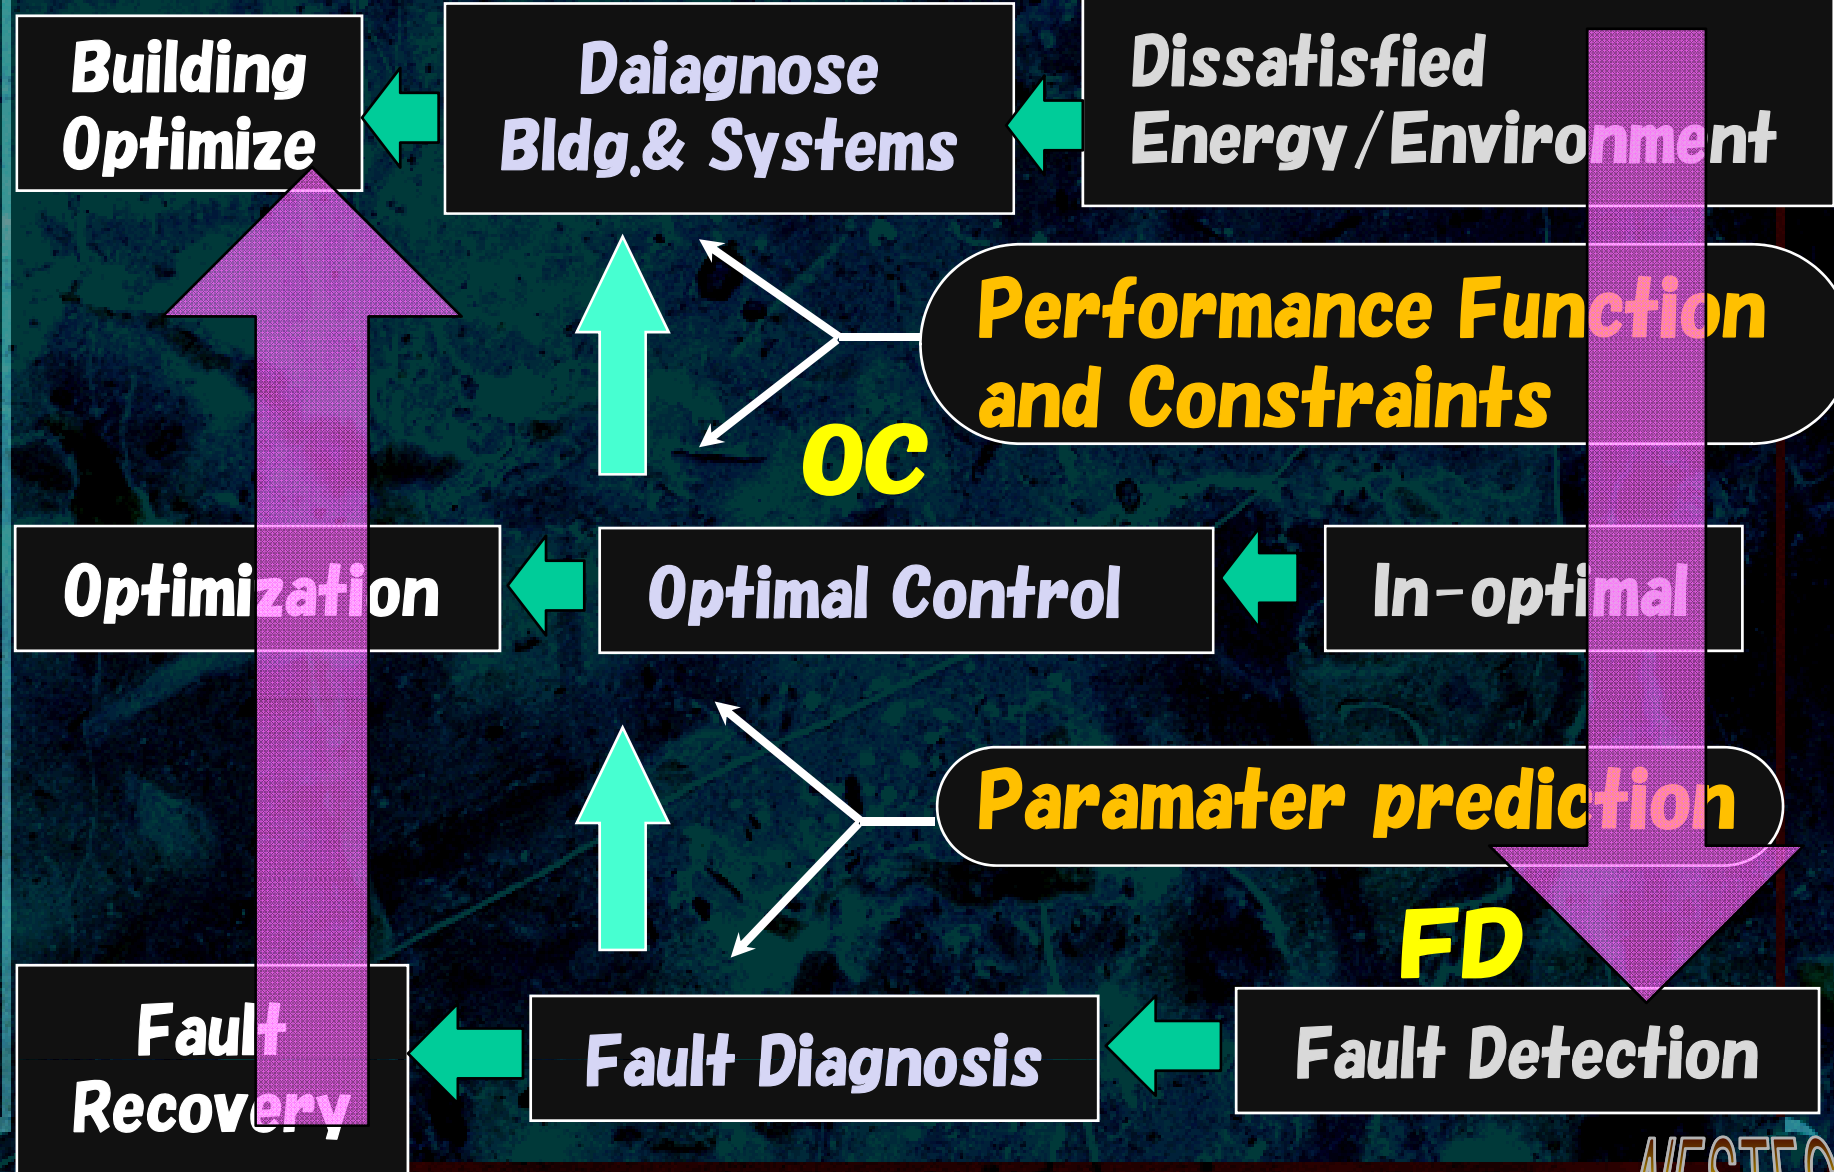 Building
Optimize
Daiagnose
Bldg.& Systems
Dissatisfied
Energy/Environment
Performance Function
and Constraints
OC
Optimization
Optimal Control
In-optimal
Paramater prediction
FD
Fault
Recovery
Fault Diagnosis
Fault Detection